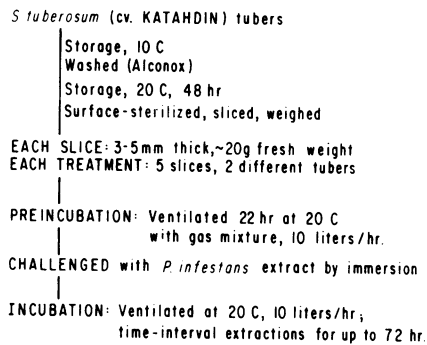 S tuberosum (cv. KATAHDIN) tubers
Storage, 10 C
Washed (Alconox)
Storage, 20 C, 48 hr
Surface-sterilized, sliced, weighed
EACH SLICE: 3-5mm thick,~20g fresh weight
EACH TREATMENT: 5 slices, 2 different tubers
PREINCUBATION: Ventilated 22 hr at 20 C
with gas mixture, 10 liters/hr.
CHALLENGED with P. infestans extract by immersion
INCUBATION: Ventilated at 20 C, 10 liters/hr;
time-interval extractions for up to 72 hr.